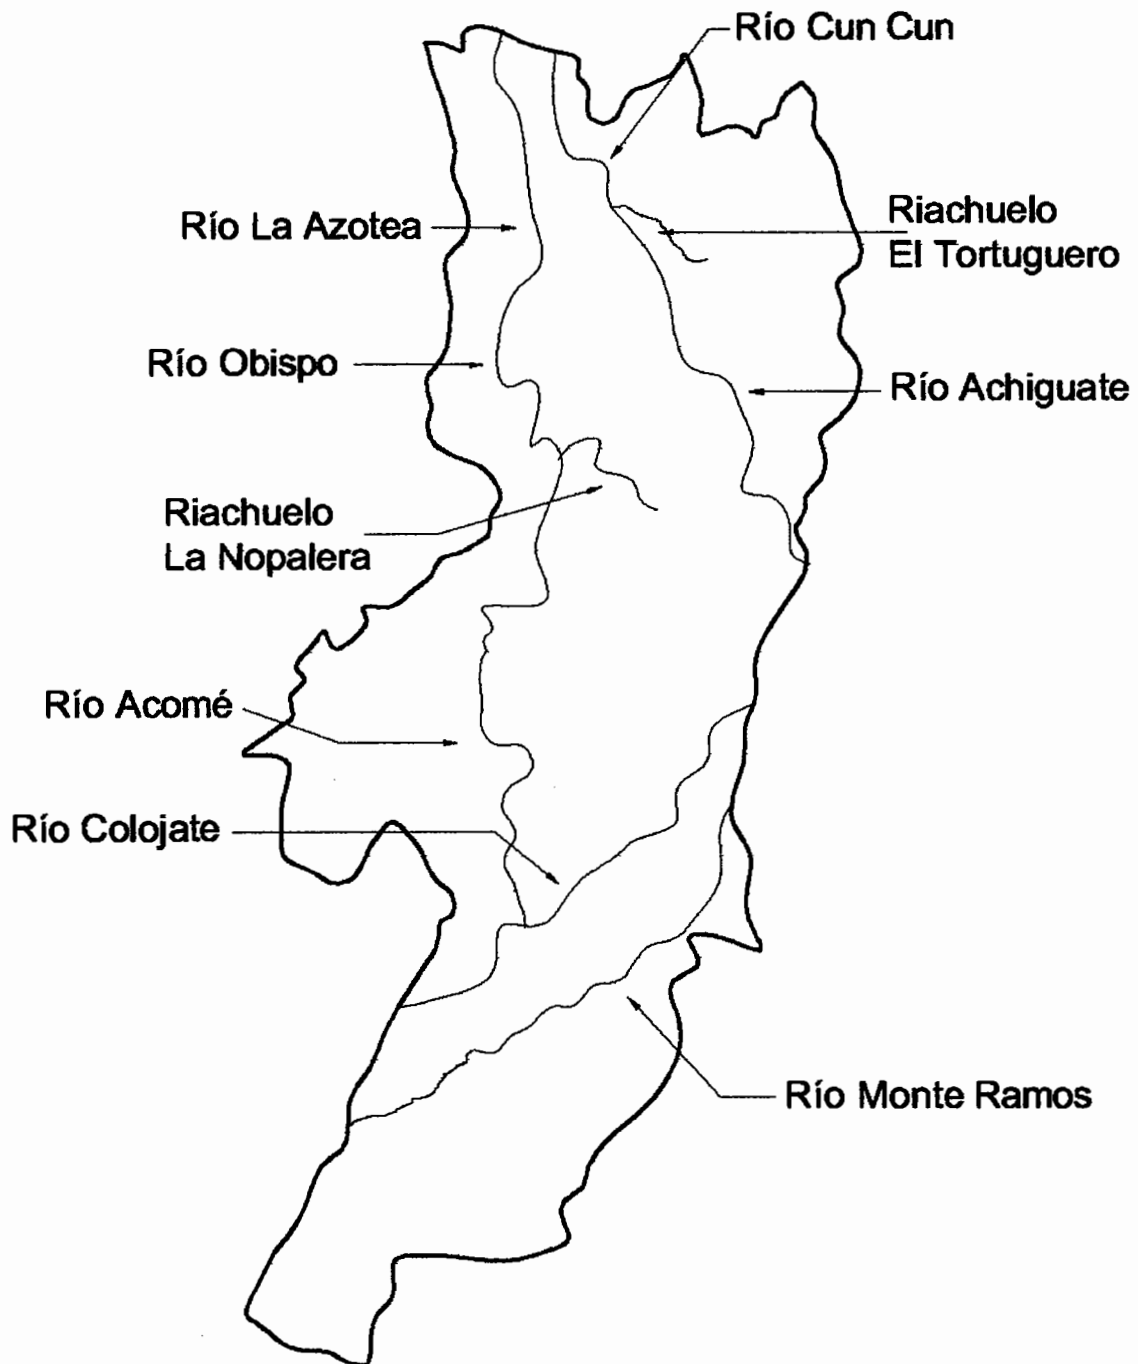 Río Cun Cun
Río La Azotea
Riachuelo
El Tortuguero
Río Obispo
Río Achiguate
Riachuelo
La Nopalera
Río Acomé
Río Colojate
Río Monte Ramos